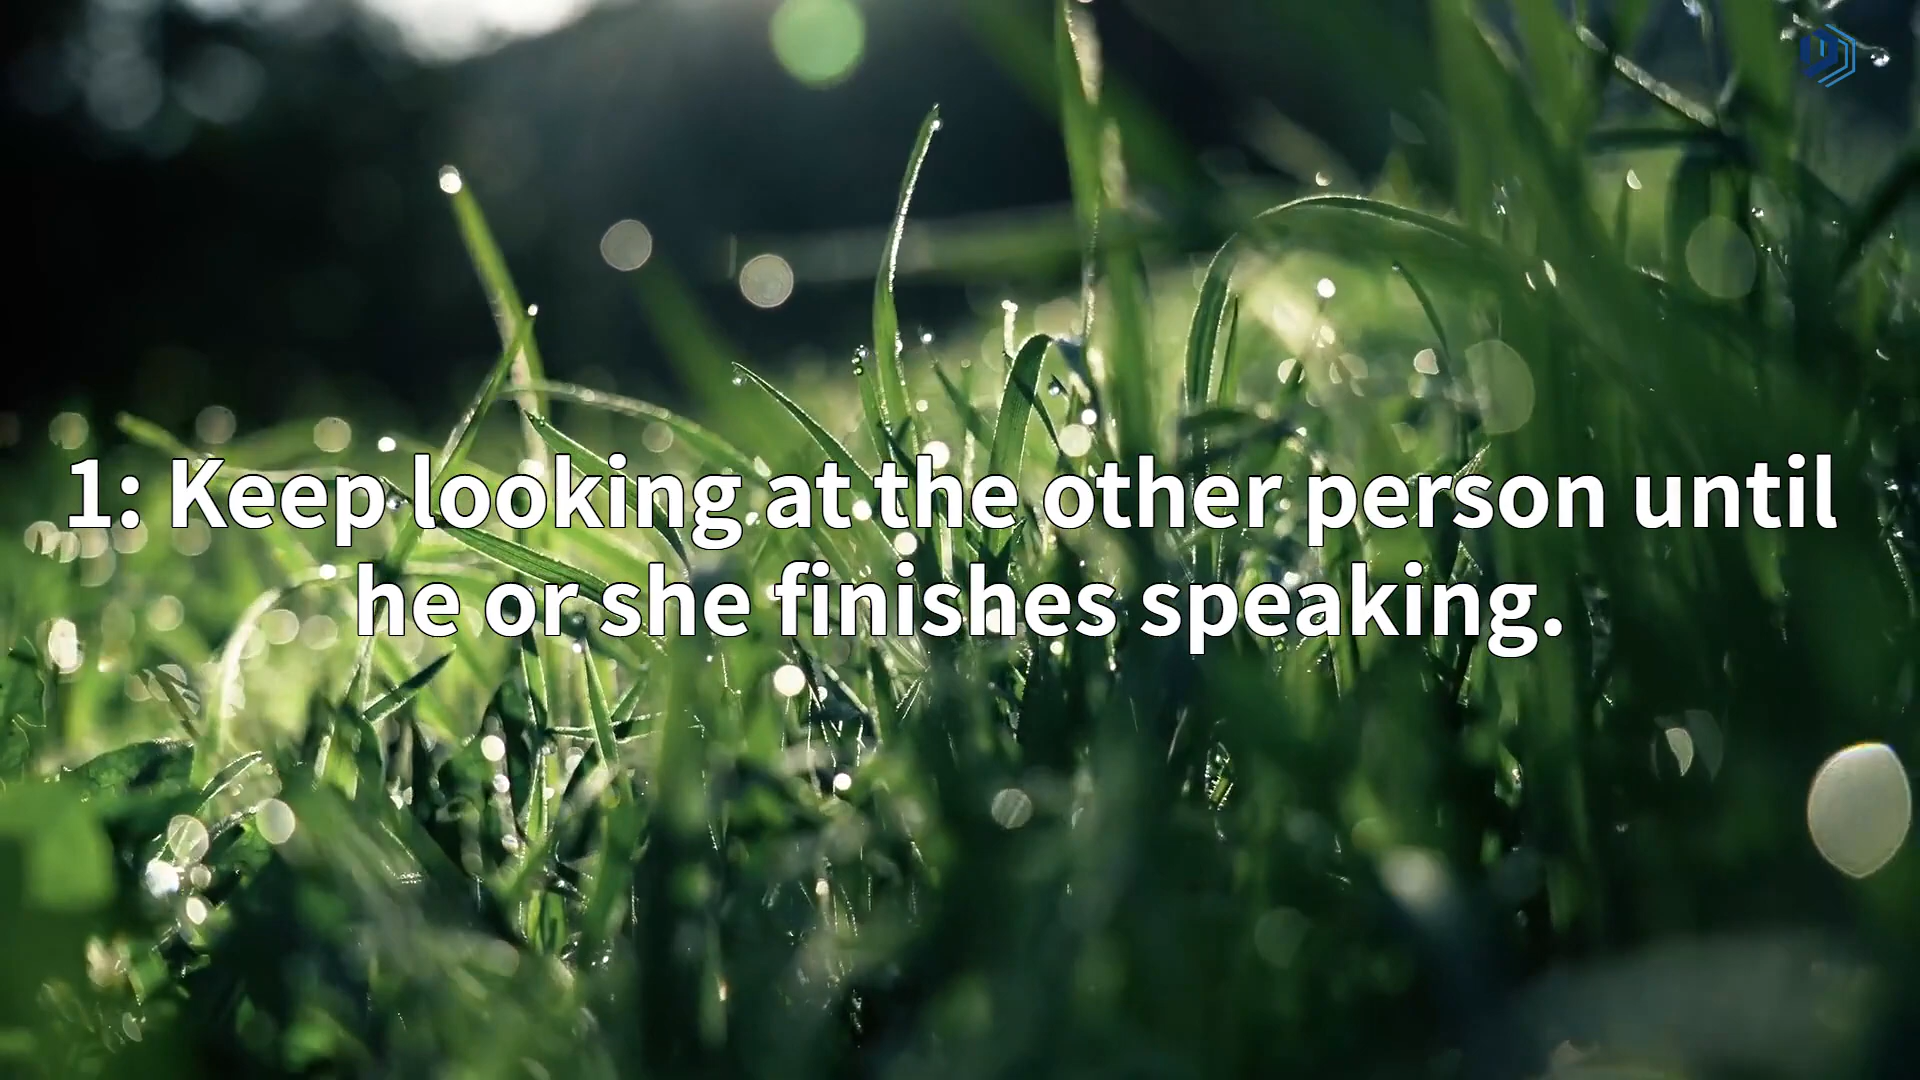 1: Keep looking at the other person until
he or she finishes speaking.